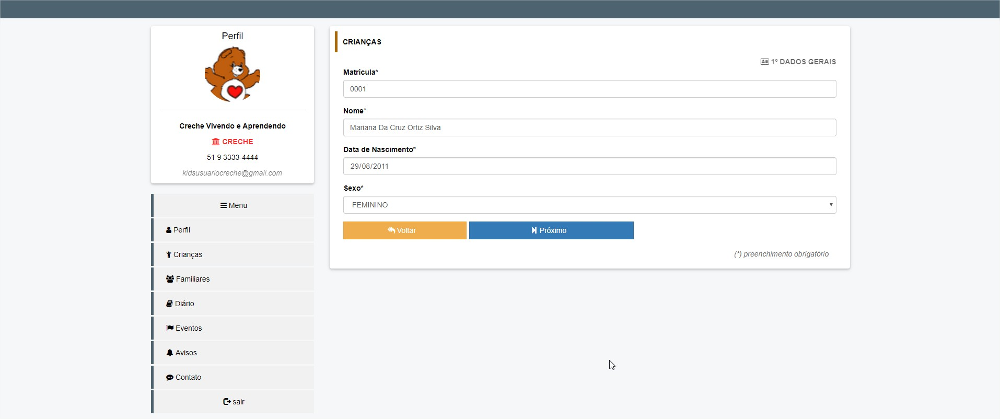 Perfil
Creche Vivendo e Aprendendo
CRECHE
51 9 3333-4444
kidsusuariocreche@gmail.com
Menu
Perfil
Crianças
Familiares
Diário
Eventos
Avisos
Contato
sair
CRIANÇAS
1º DADOS GERAIS
Matrícula*
0001
Nome*
Mariana Da Cruz Ortiz Silva
Data de Nascimento*
29/08/2011
Sexo*
FEMININO
Voltar Próximo
(*) preenchimento obrigatório